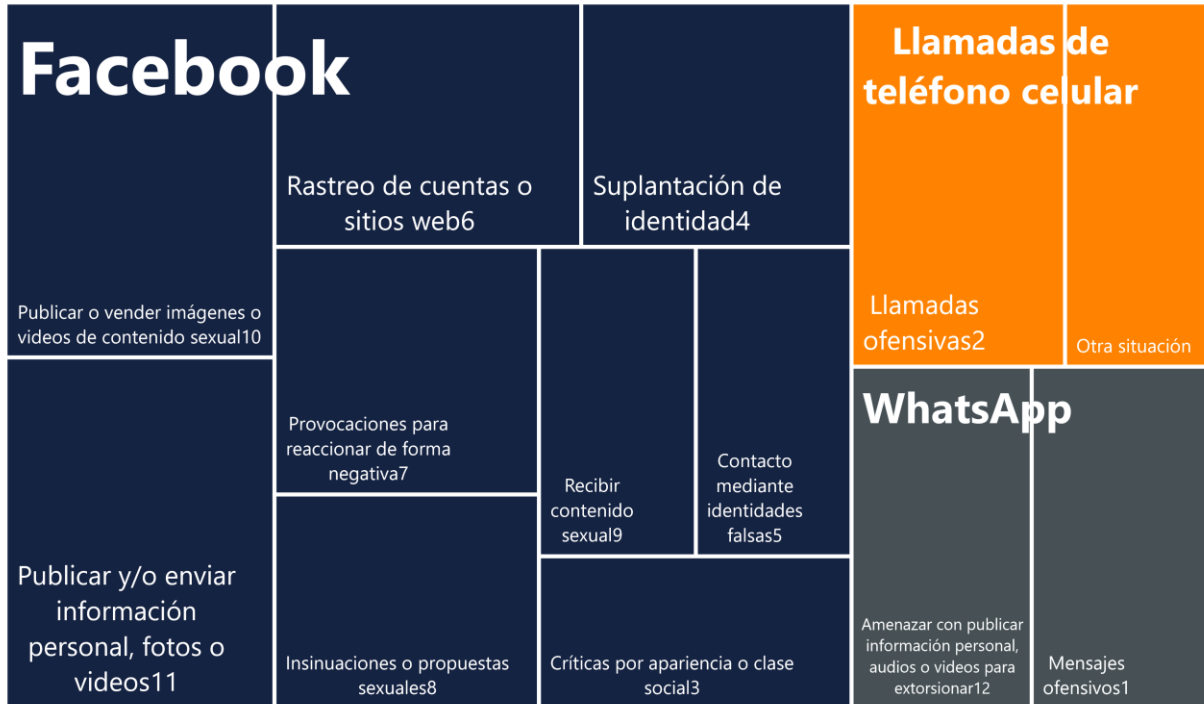 Facebook
Publicar o vender imágenes o
videos de contenido sexual10
Publicar y/o enviar
información
personal, fotos o
videos11
Rastreo de cuentas o
sitios web6
Suplantación de
identidad4
Provocaciones para
reaccionar de forma
negativa7
Insinuaciones o propuestas
sexuales8
Recibir
contenido
sexual9
Contacto
mediante
identidades
falsas5
Críticas por apariencia o clase
social3
Llamadas de
teléfono celular
Llamadas
ofensivas2
Otra situación
WhatsApp
Amenazar con publicar
información personal,
audios o videos para
extorsionar12
Mensajes
ofensivos1